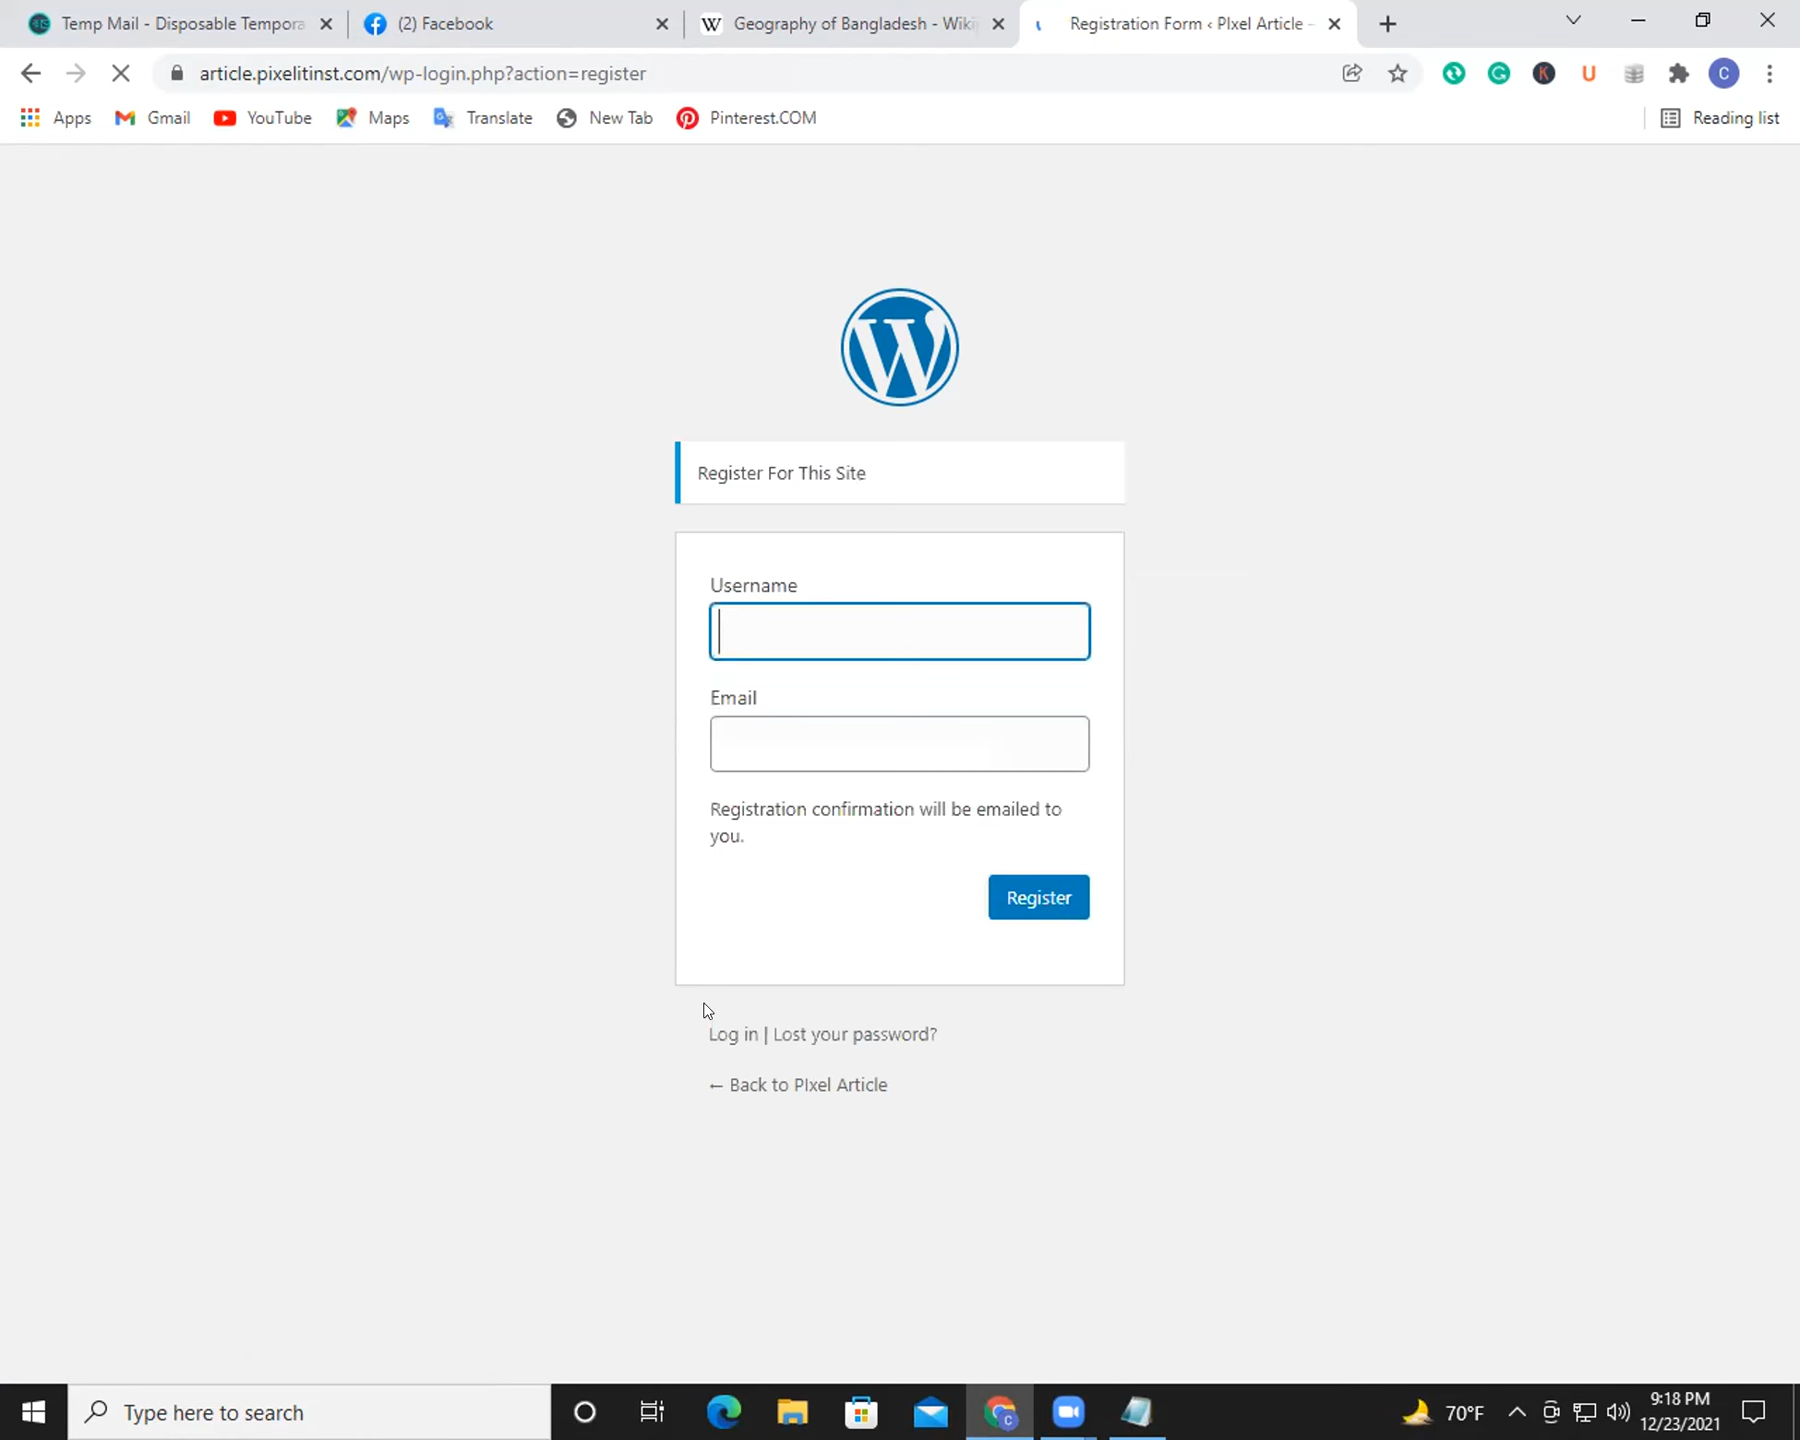 Temp Mail - Disposable Tempora
(2) Facebook
Geography of Bangladesh - Wiki
Registration Form ‹ PIxel Article -
article.pixelitinst.com/wp-login.php?action=register
Apps
Gmail
YouTube
Maps
Translate
New Tab
Pinterest.COM
Reading list
Register For This Site
Username
Email
Registration confirmation will be emailed to
you.
Register
Log in | Lost your password?
← Back to PIxel Article
Type here to search
70°F
9:18 PM
12/23/2021